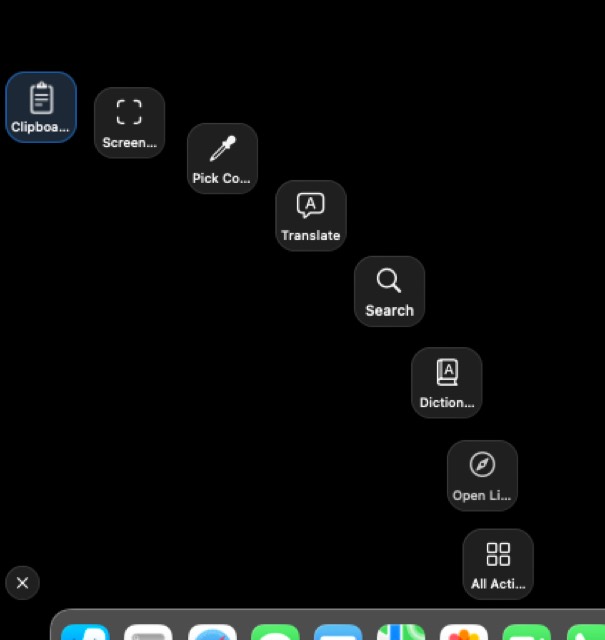 Clipboa...
Screen...
Pick Co...
A
Translate
Search
A
Diction...
Open Li...
All Acti...